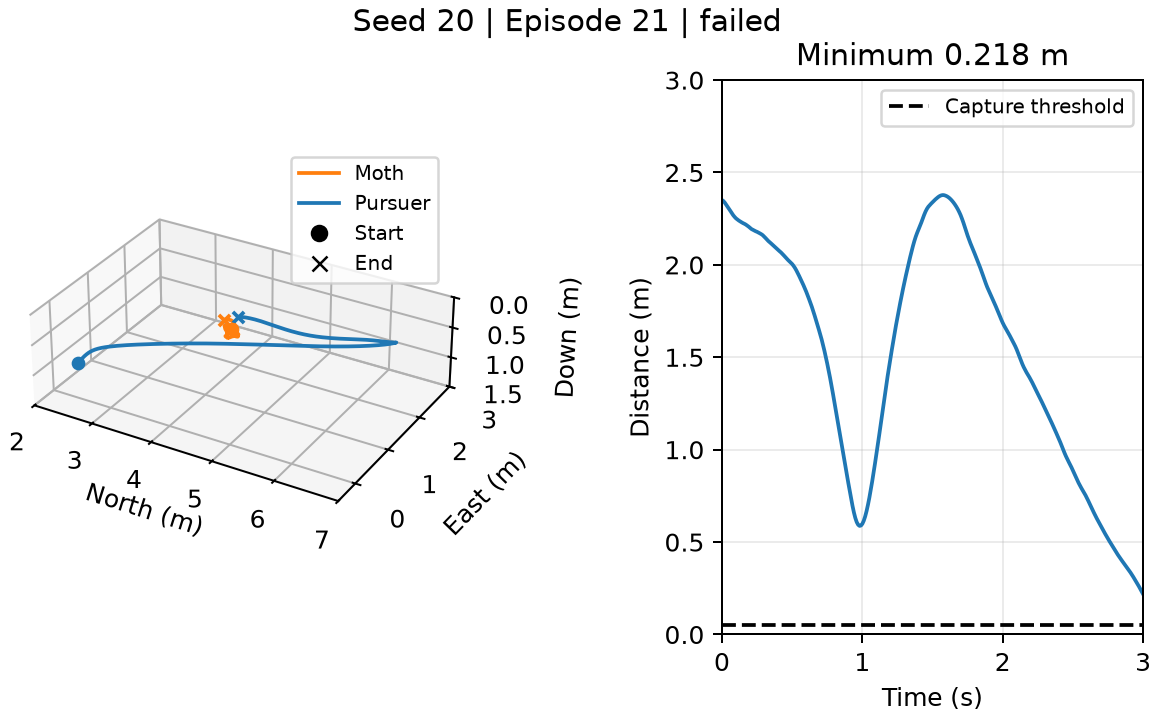 Seed 20 | Episode 21 | failed
Moth
Pursuer
Start
End
0.0
0.5
1.0
1.5
Down (m)
3
2
1
0
East (m)
2
3
4
5
6
7
North (m)
Minimum 0.218 m
Capture threshold
3.0
2.5
2.0
1.5
1.0
0.5
0.0
Distance (m)
0
1
2
3
Time (s)